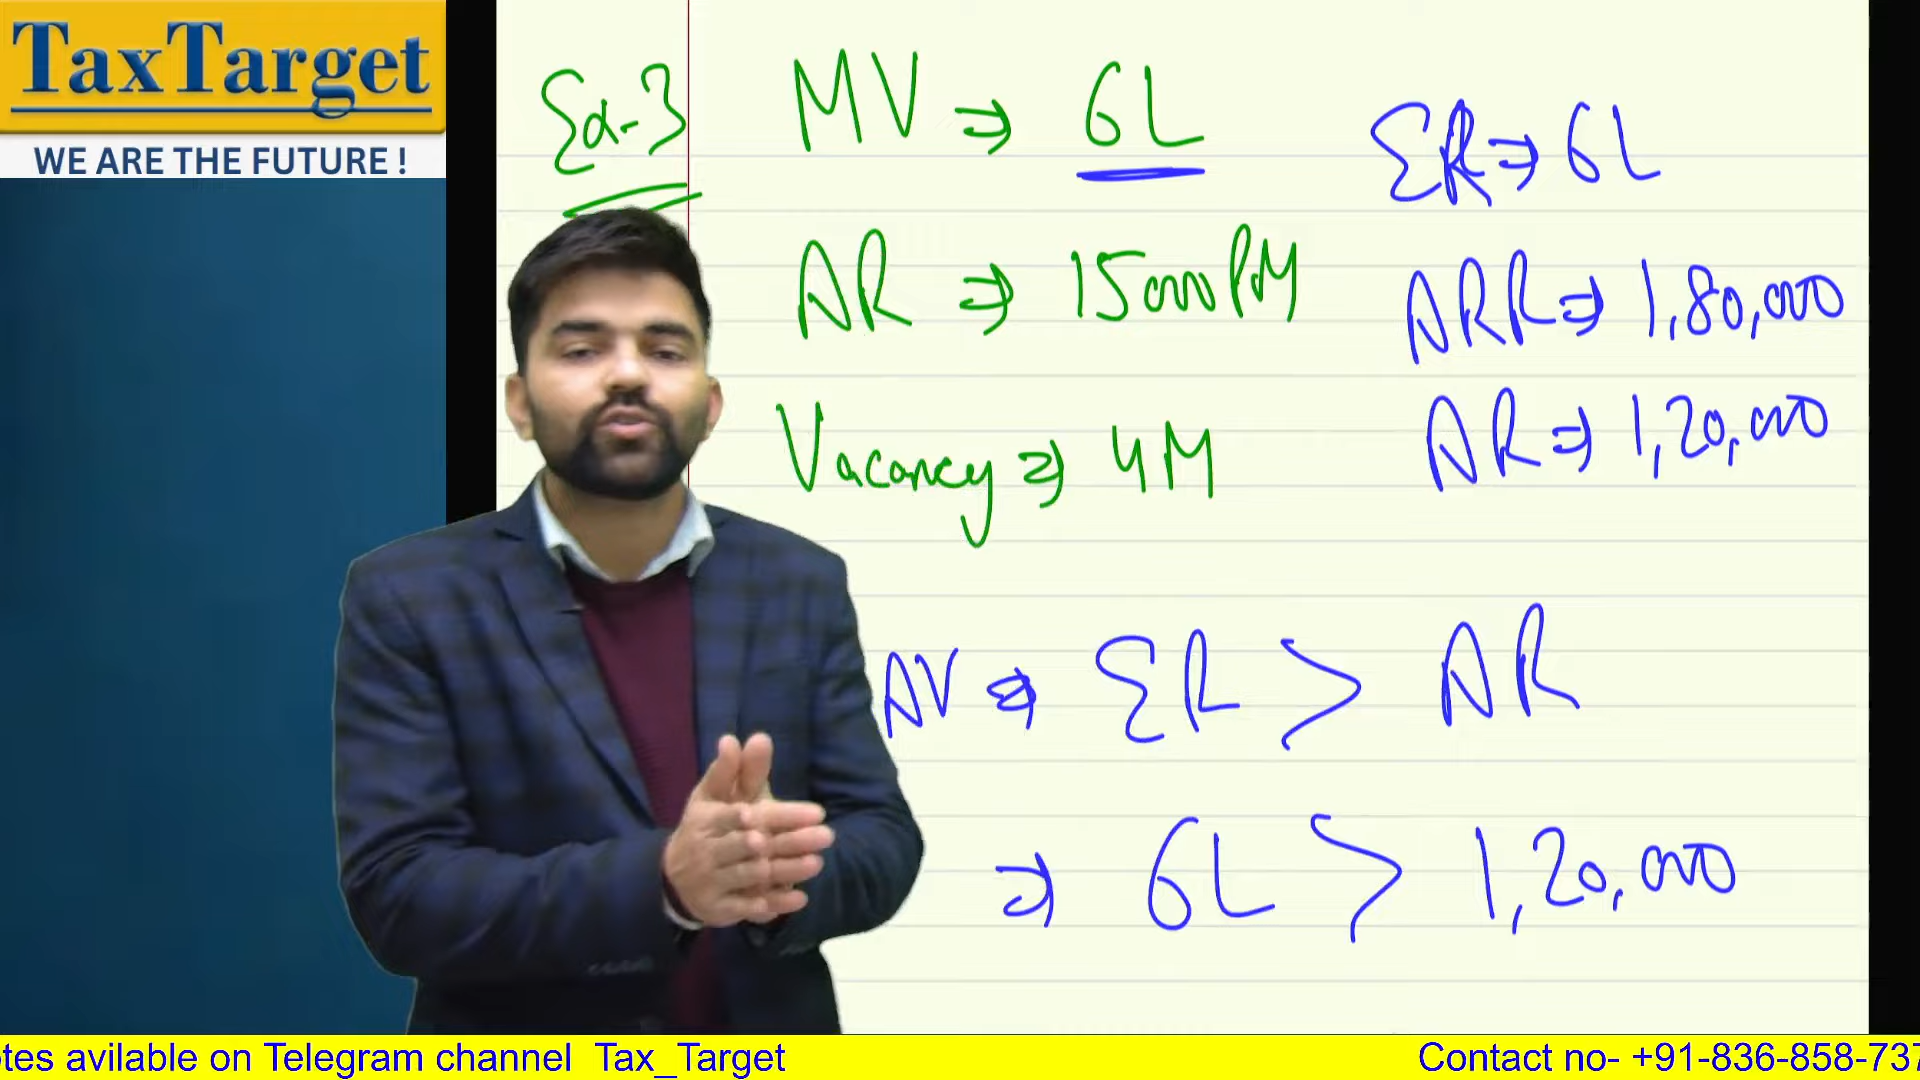 TaxTarget
WE ARE THE FUTURE !
Ex-3
MV ⇒ 6L
AR ⇒ 15000 PM
Vacancy ⇒ 4M
ER ⇒ 6L
ARR ⇒ 1,80,000
AR ⇒ 1,20,000
AV ⇒ ER > AR
⇒ 6L > 1,20,000
otes avilable on Telegram channel Tax_Target
Contact no- +91-836-858-737